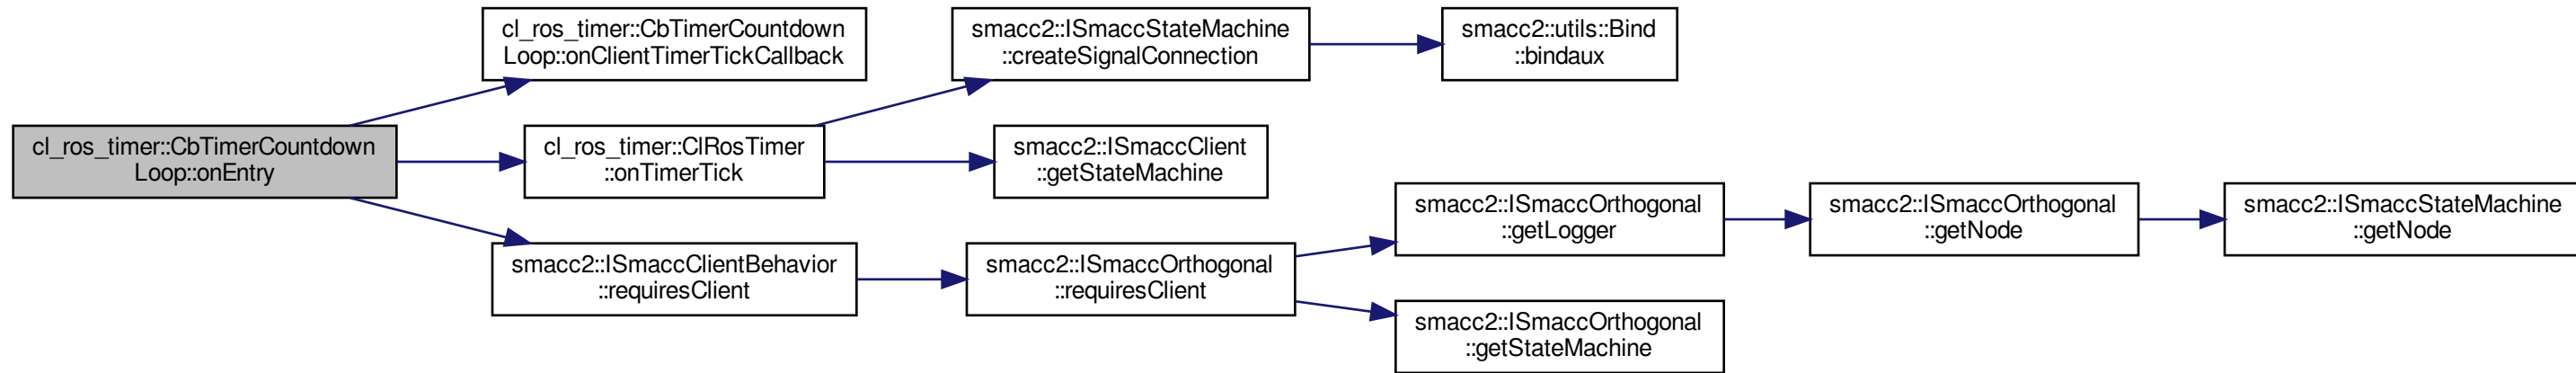 cl_ros_timer::CbTimerCountdown
Loop::onEntry
cl_ros_timer::CbTimerCountdown
Loop::onClientTimerTickCallback
cl_ros_timer::ClRosTimer
::onTimerTick
smacc2::ISmaccStateMachine
::createSignalConnection
smacc2::utils::Bind
::bindaux
smacc2::ISmaccClient
::getStateMachine
smacc2::ISmaccClientBehavior
::requiresClient
smacc2::ISmaccOrthogonal
::requiresClient
smacc2::ISmaccOrthogonal
::getLogger
smacc2::ISmaccOrthogonal
::getNode
smacc2::ISmaccStateMachine
::getNode
smacc2::ISmaccOrthogonal
::getStateMachine